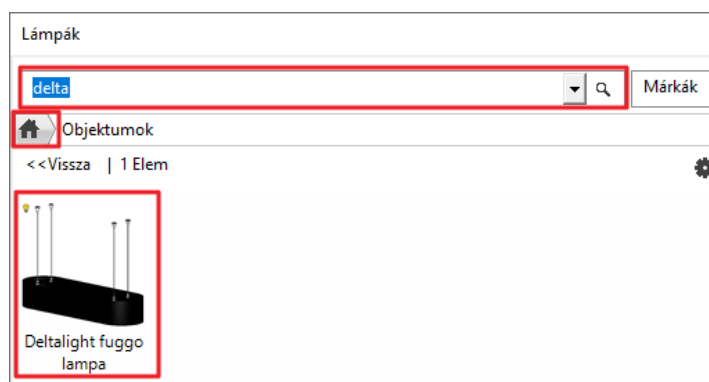 Lámpák
delta
Márkák
Objektumok
<<Vissza | 1 Elem
Deltalight fuggo
lampa